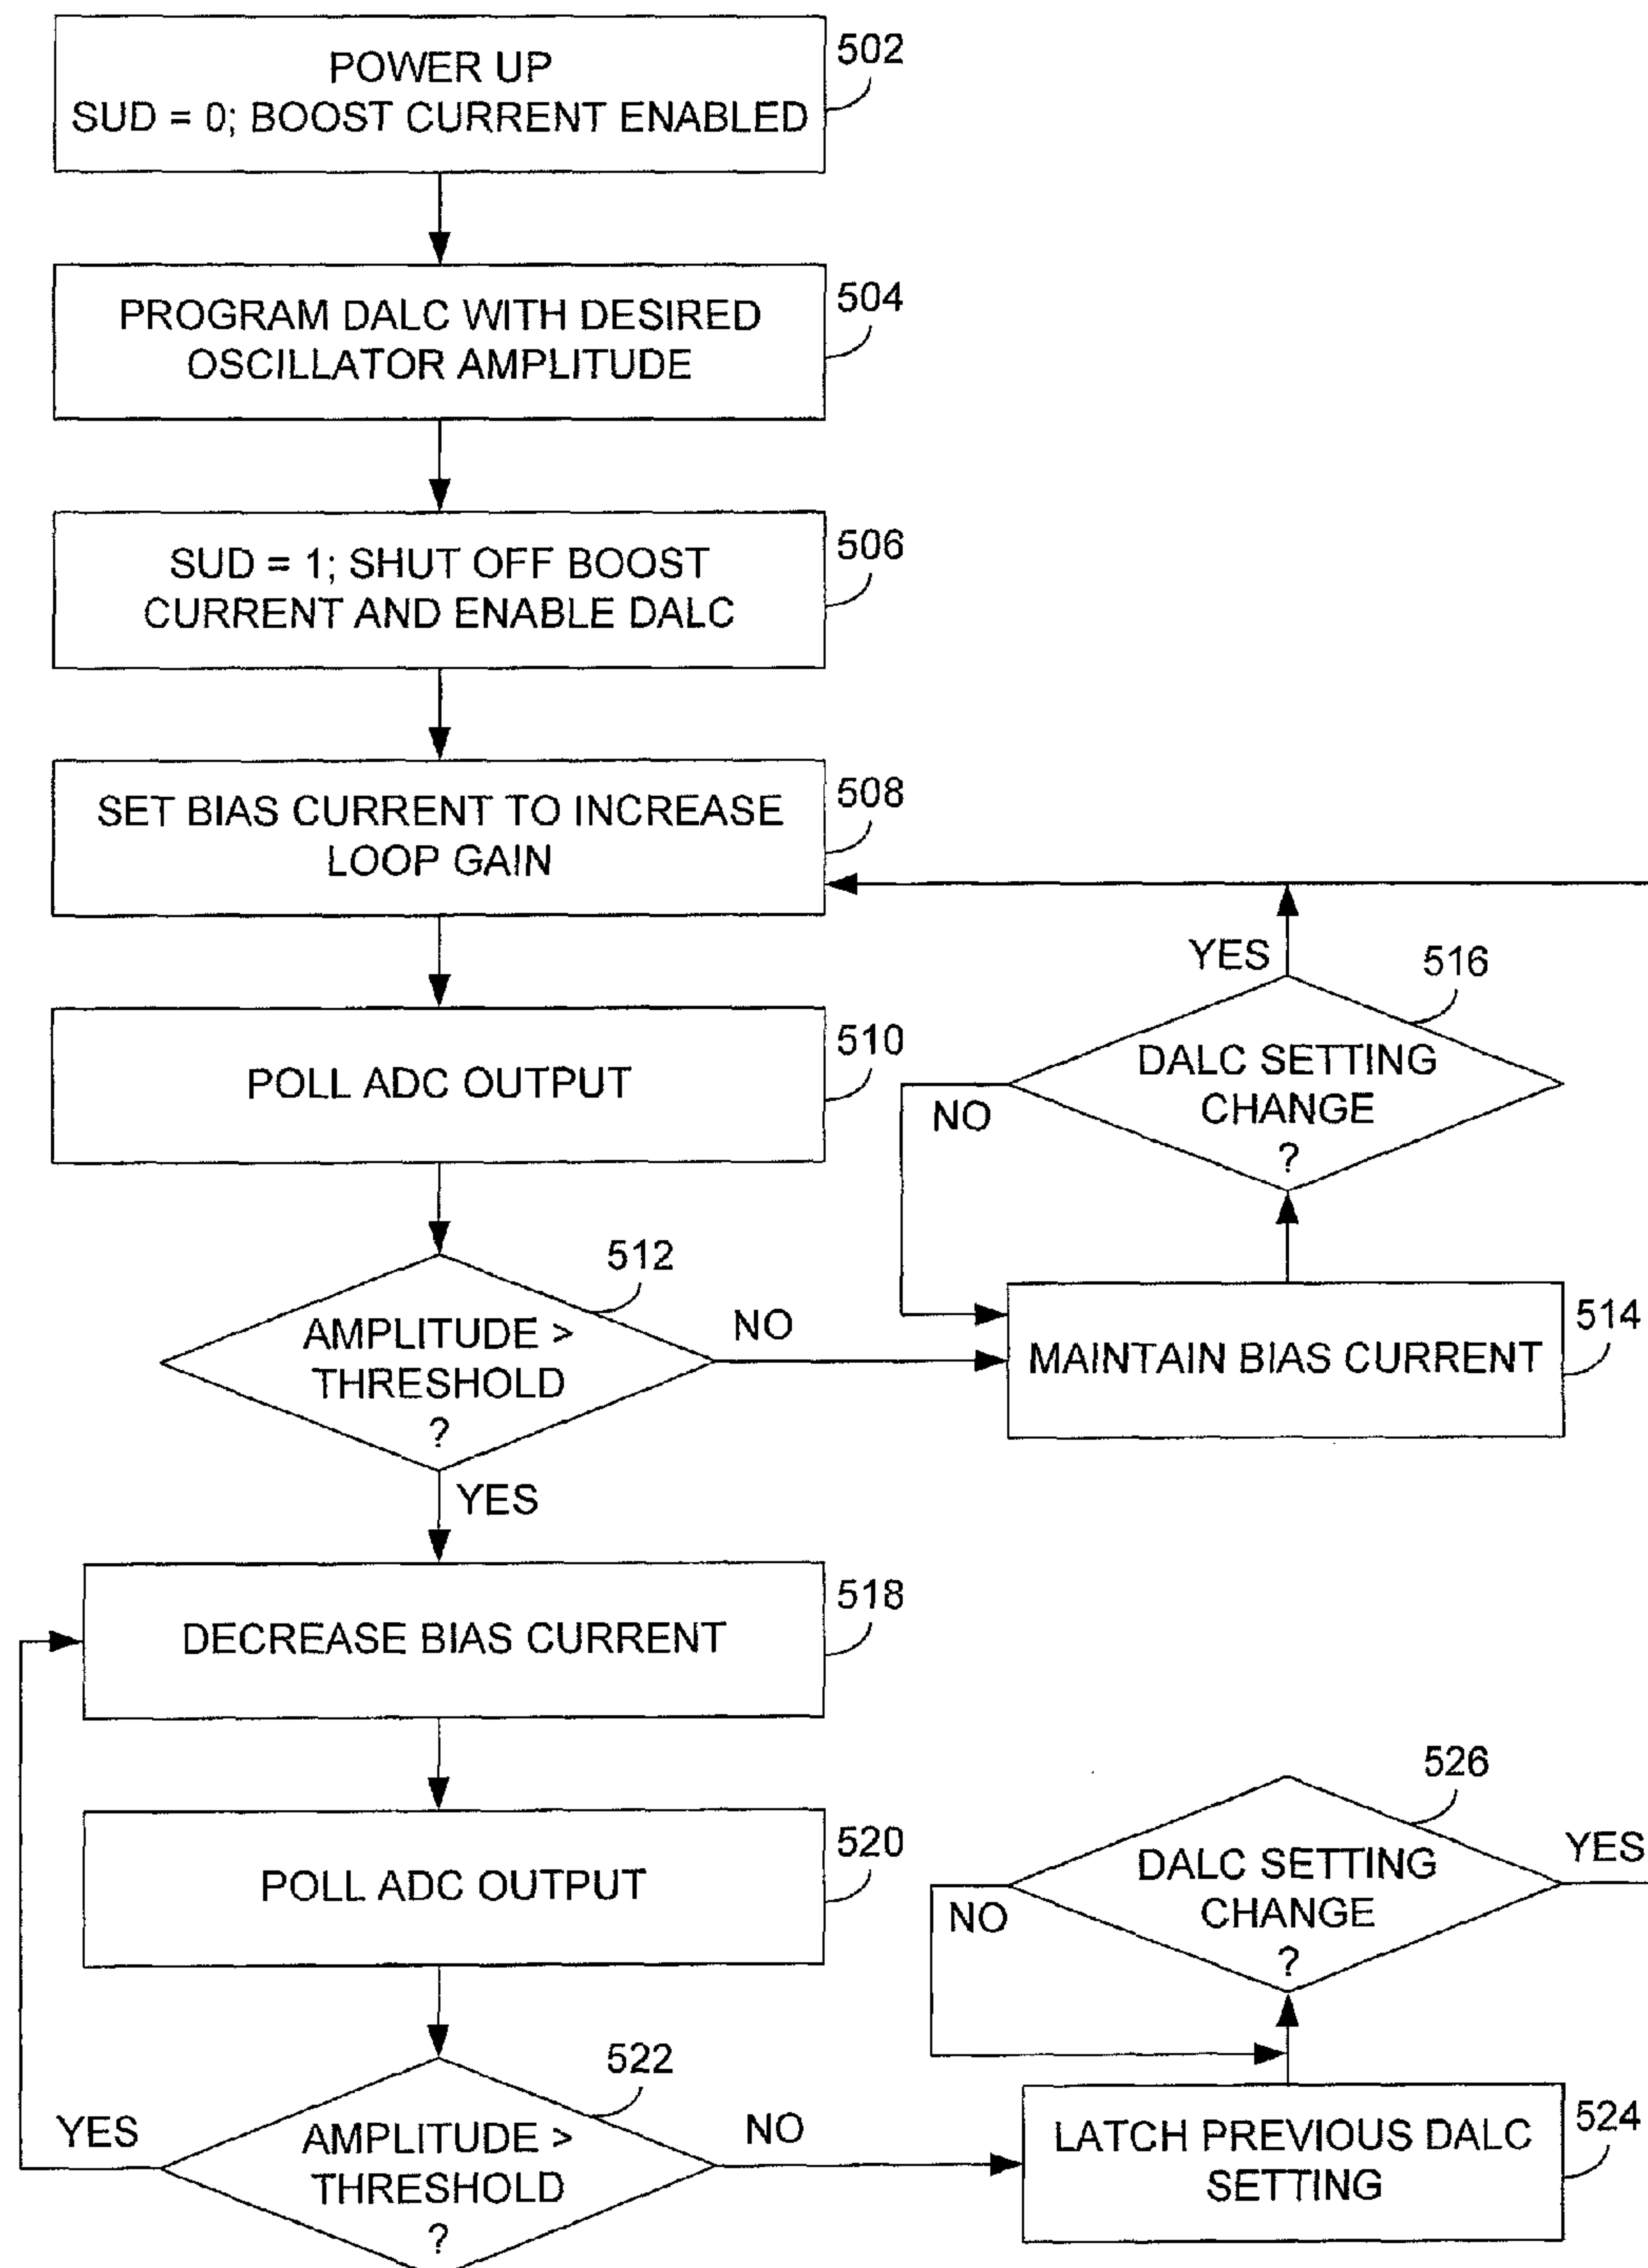 POWER UP
SUD = 0; BOOST CURRENT ENABLED
502
PROGRAM DALC WITH DESIRED
OSCILLATOR AMPLITUDE
504
SUD = 1; SHUT OFF BOOST
CURRENT AND ENABLE DALC
506
SET BIAS CURRENT TO INCREASE
LOOP GAIN
508
POLL ADC OUTPUT
510
YES
516
DALC SETTING
CHANGE
?
NO
512
AMPLITUDE >
THRESHOLD
?
NO
MAINTAIN BIAS CURRENT
514
YES
DECREASE BIAS CURRENT
518
POLL ADC OUTPUT
520
526
DALC SETTING
CHANGE
?
YES
NO
522
AMPLITUDE >
THRESHOLD
?
YES
NO
LATCH PREVIOUS DALC
SETTING
524